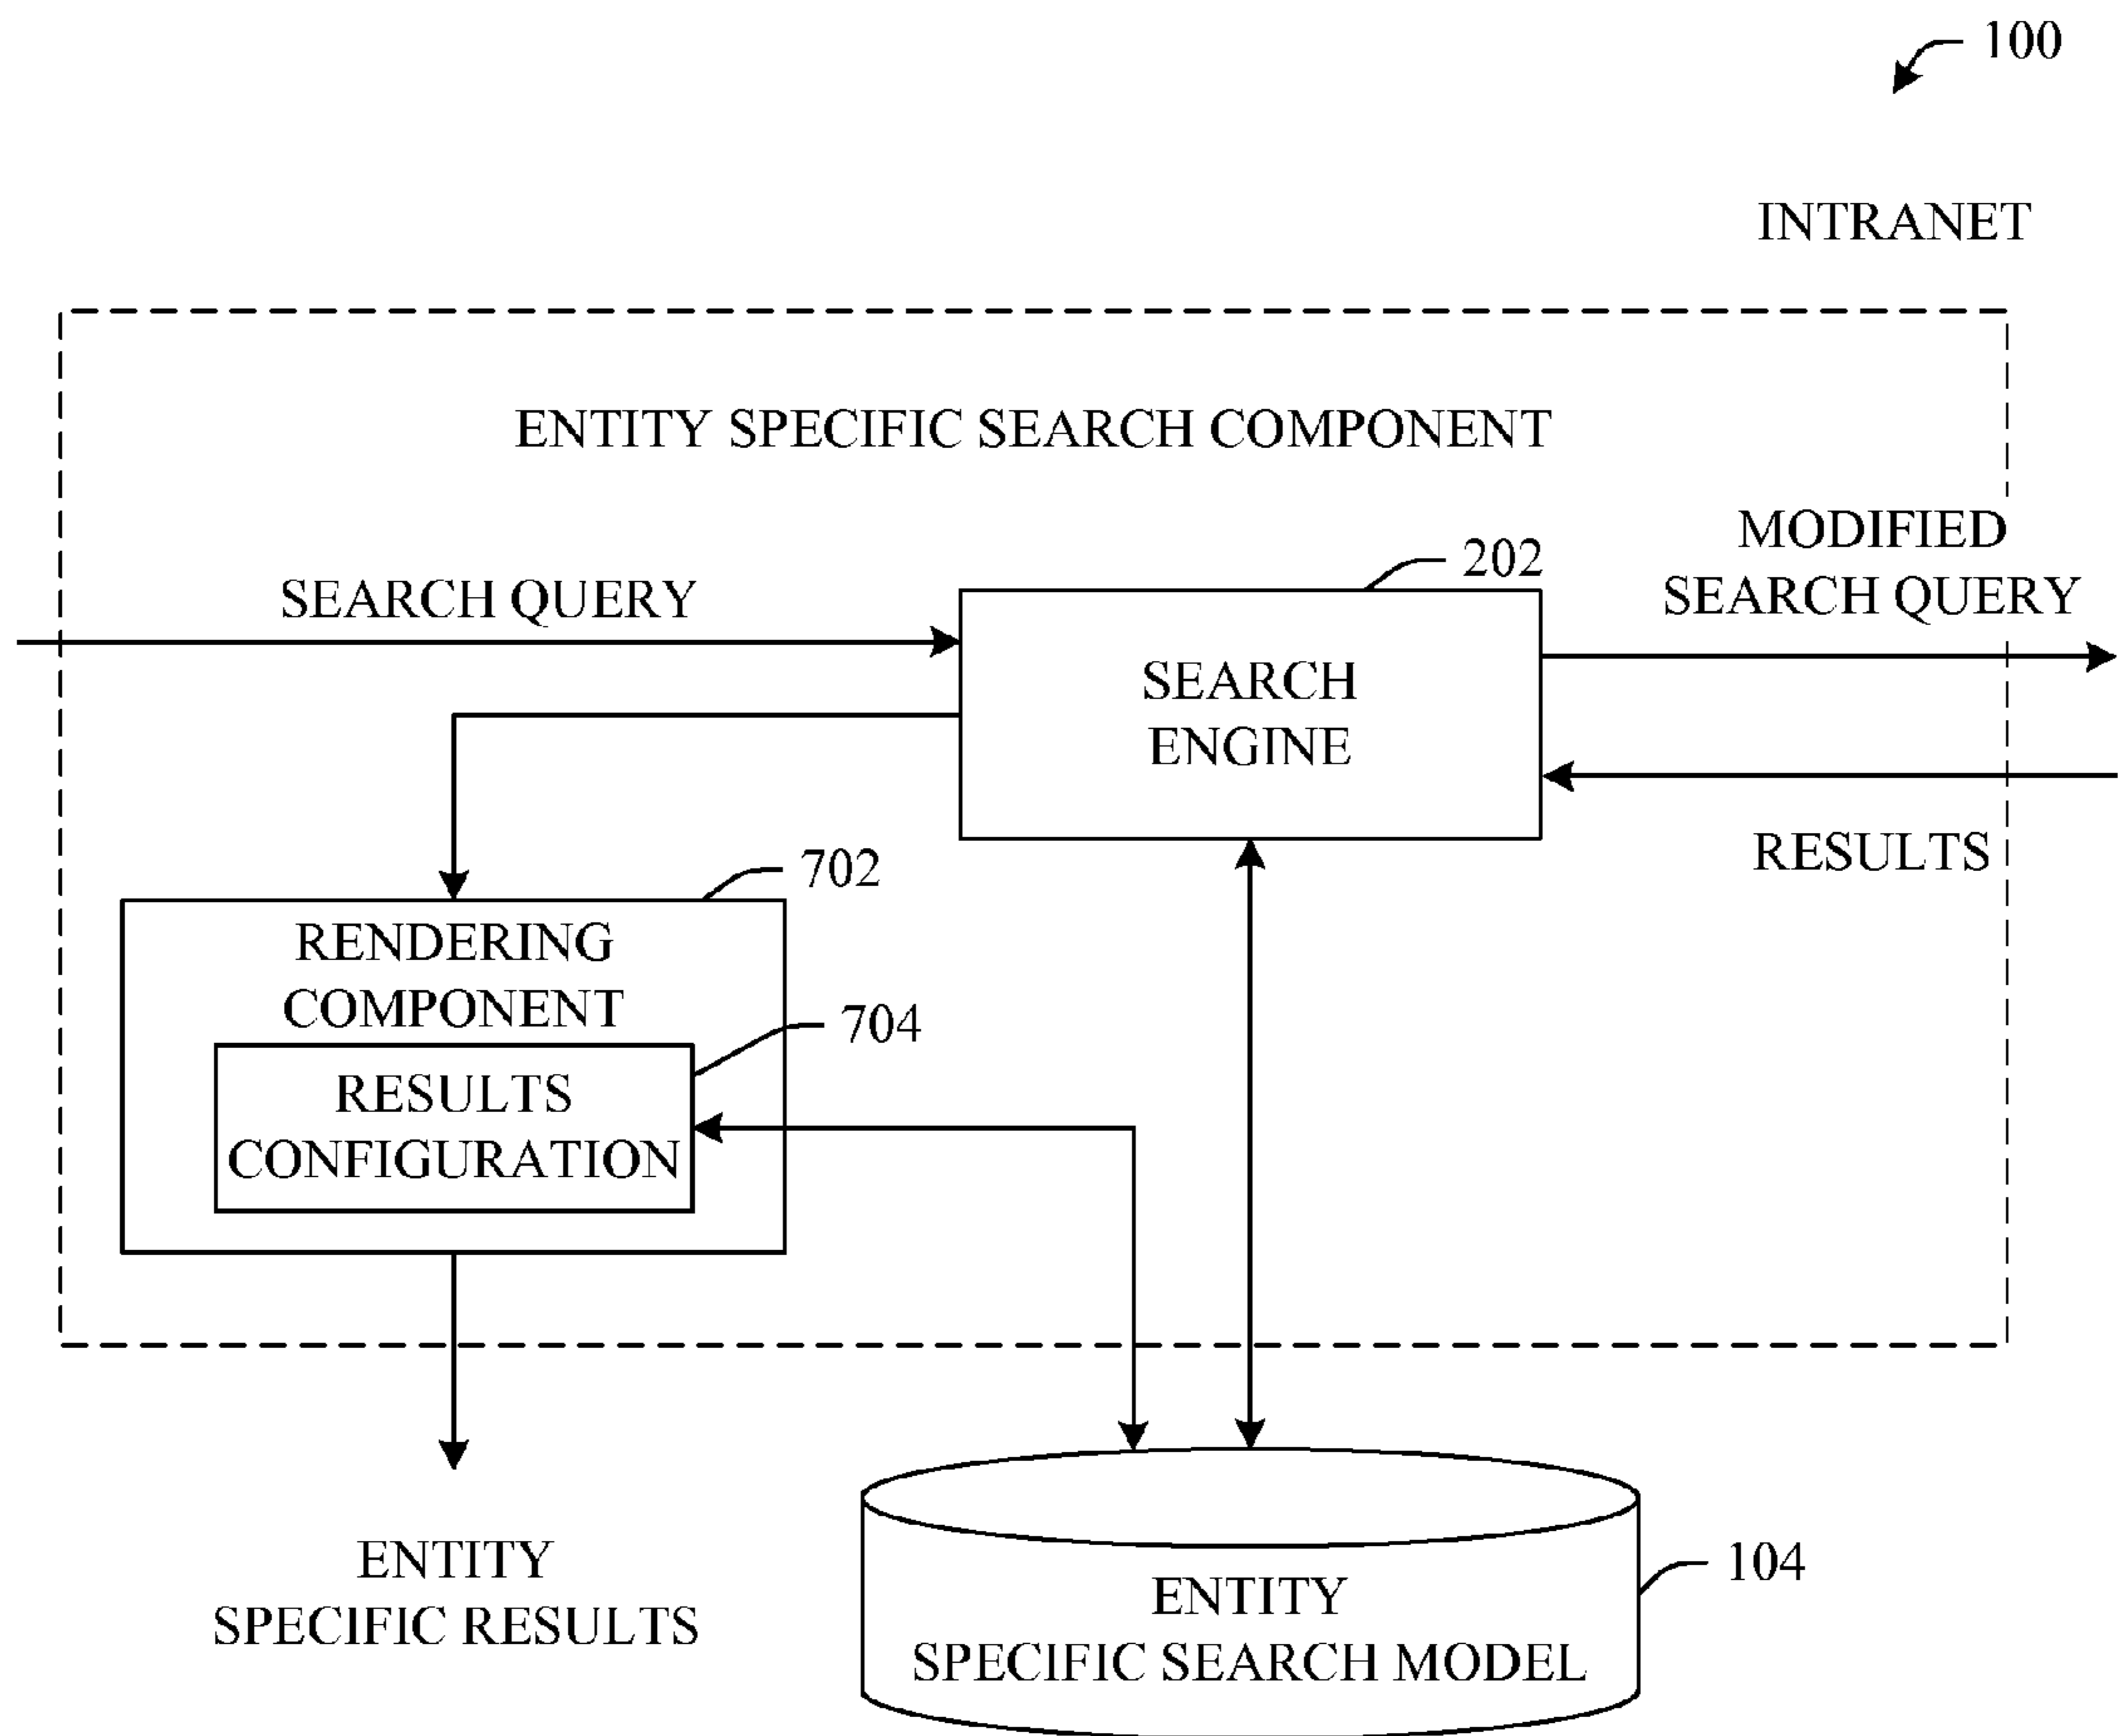 100
INTRANET
ENTITY SPECIFIC SEARCH COMPONENT
MODIFIED
SEARCH QUERY
202
SEARCH QUERY
SEARCH
ENGINE
RESULTS
702
RENDERING
COMPONENT
704
RESULTS
CONFIGURATION
ENTITY
SPECIFIC RESULTS
104
ENTITY
SPECIFIC SEARCH MODEL